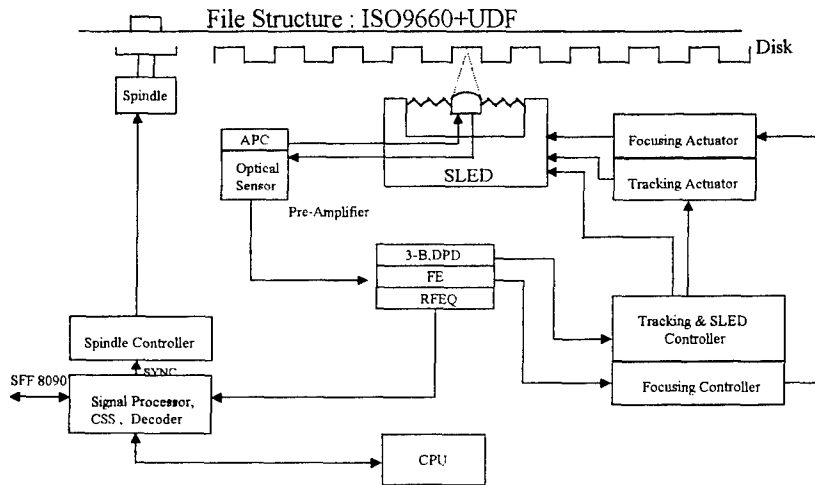 File Structure : ISO9660+UDF
Disk
Spindle
APC
Optical
Sensor
SLED
Focusing Actuator
Tracking Actuator
Pre-Amplifier
3-B,DPD
FE
RFEQ
Spindle Controller
Tracking & SLED
Controller
Focusing Controller
SYNC
SFF 8090
Signal Processor,
CSS 、 Decoder
CPU